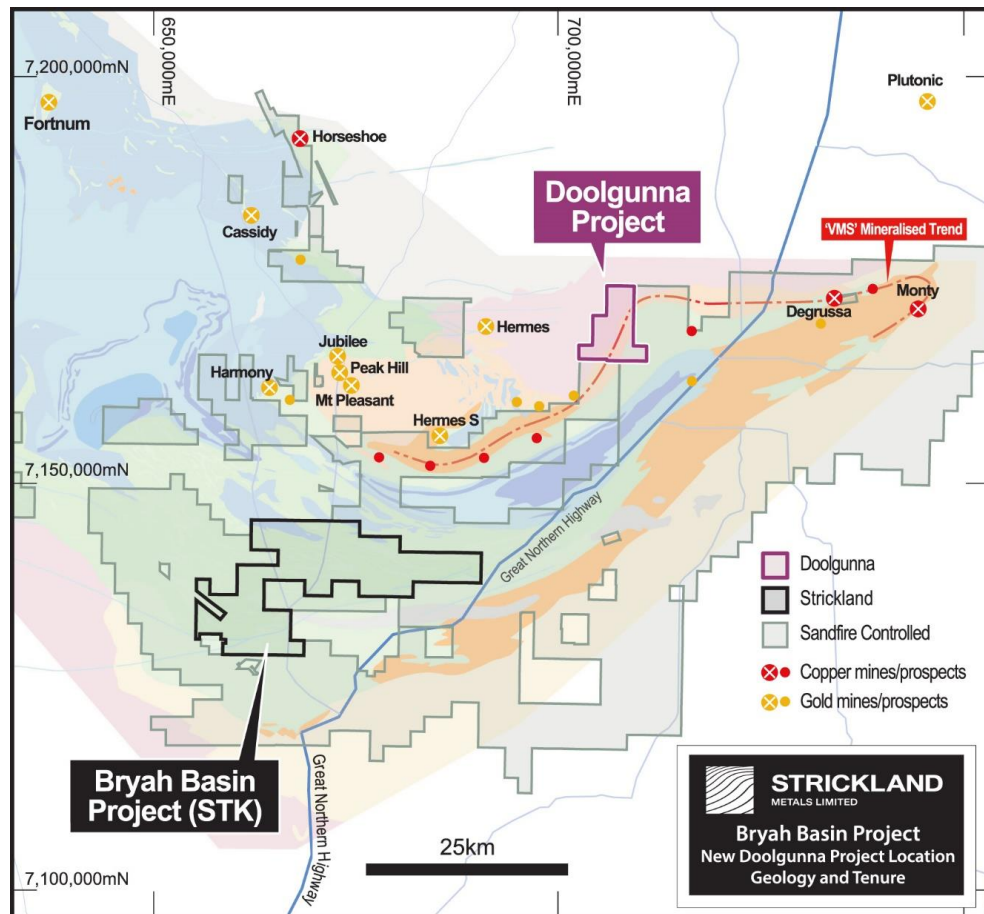 650,000mE
700,000mE
7,200,000mN
Plutonic
Fortnum
Horseshoe
Doolgunna
Project
Cassidy
'VMS' Mineralised Trend
Monty
Degrussa
Hermes
Jubilee
Peak Hill
Harmony
Mt Pleasant
Hermes S
7,150,000mN
Great Northern Highway
Doolgunna
Strickland
Sandfire Controlled
Copper mines/prospects
Gold mines/prospects
Bryah Basin
Project (STK)
Great Northern Highway
25km
STRICKLAND
METALS LIMITED
Bryah Basin Project
New Doolgunna Project Location
Geology and Tenure
7,100,000mN